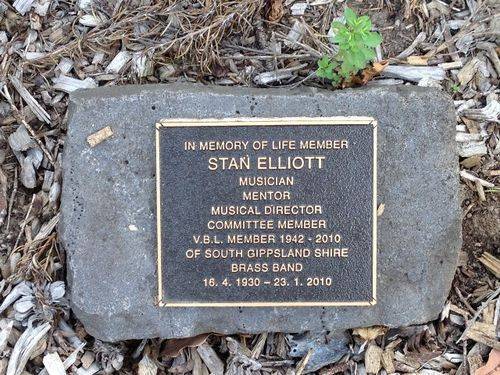 IN MEMORY OF LIFE MEMBER
STAN ELLIOTT
MUSICIAN
MENTOR
MUSICAL DIRECTOR
COMMITTEE MEMBER
V.B.L. MEMBER 1942 - 2010
OF SOUTH GIPPSLAND SHIRE
BRASS BAND
16. 4. 1930 – 23. 1. 2010